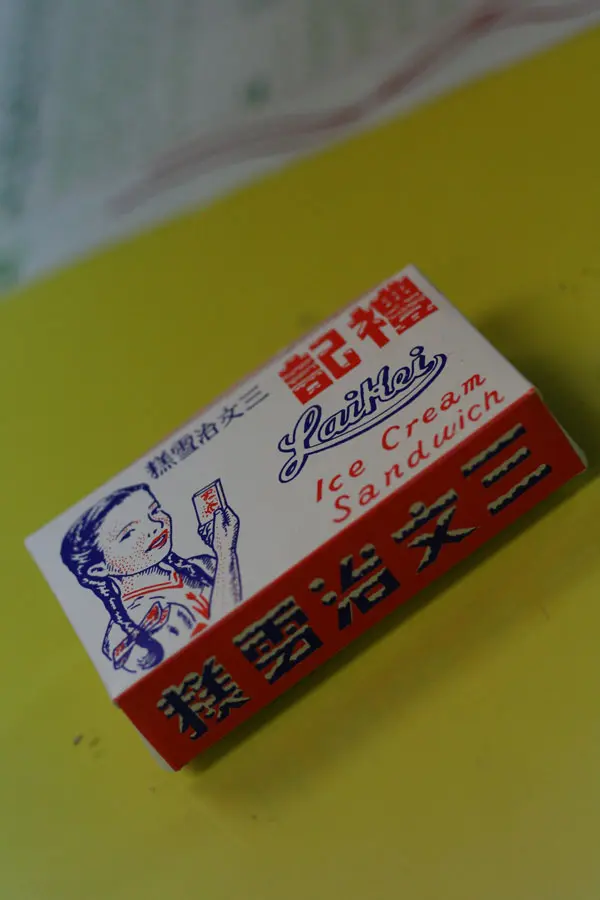 禮記
三文治雪糕
LaiKei
Ice Cream
Sandwich
三文治雪糕